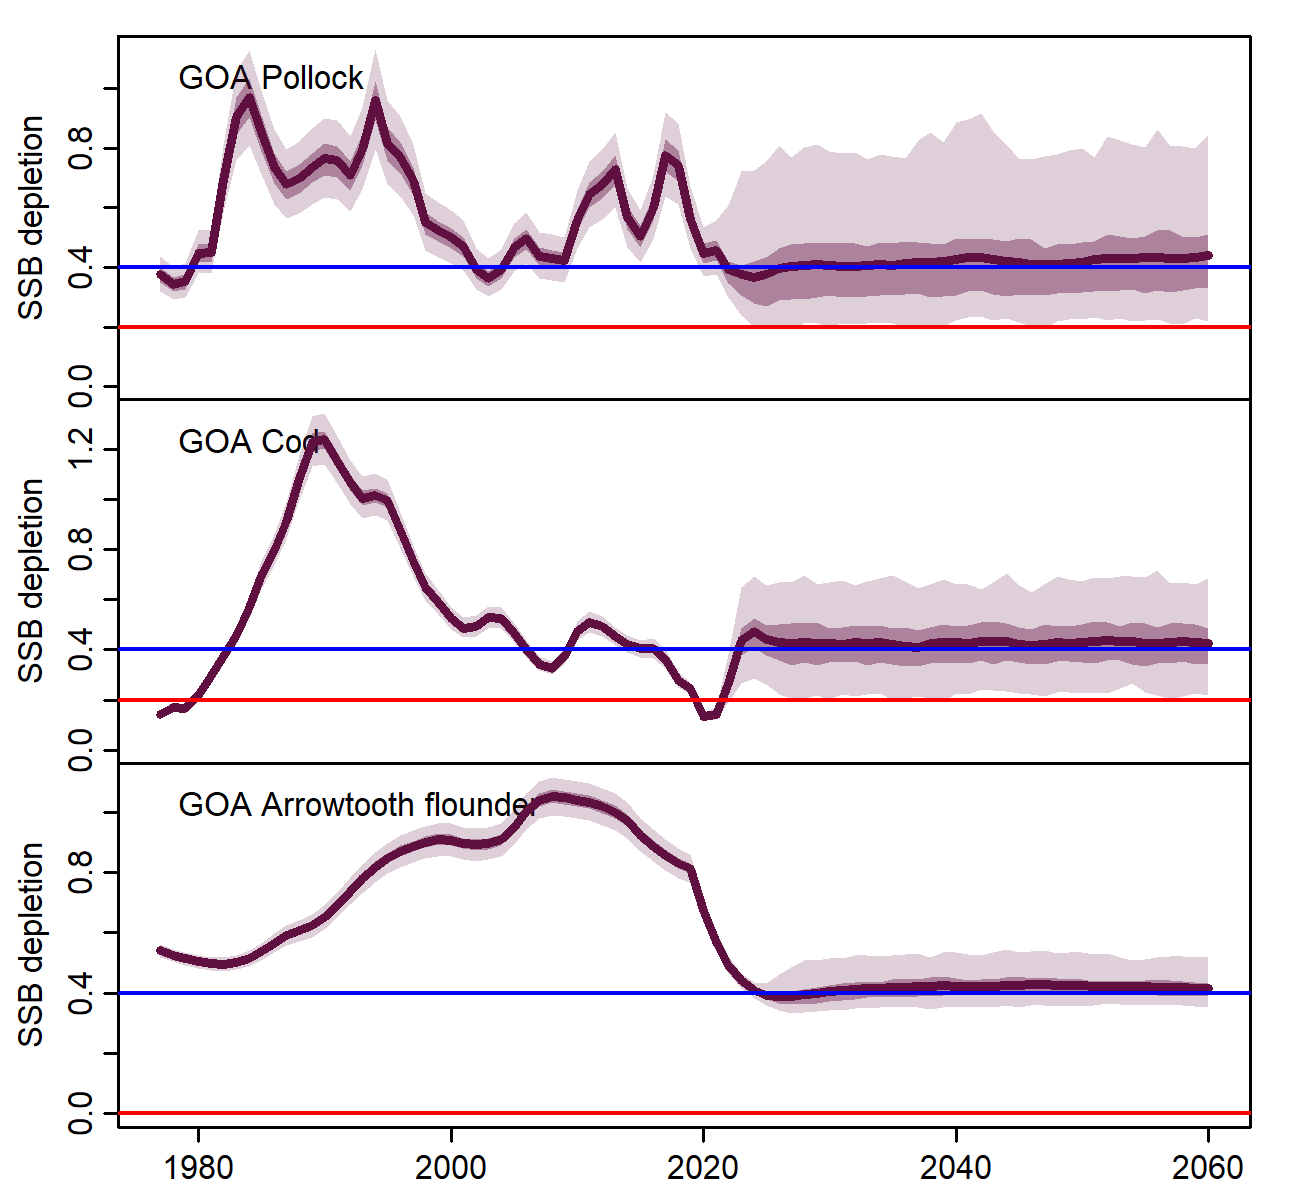 GOA Pollock
SSB depletion
0.8
0.4
0.0
GOA Cod
SSB depletion
1.2
0.8
0.4
0.0
GOA Arrowtooth flounder
SSB depletion
0.8
0.4
0.0
1980 2000 2020 2040 2060